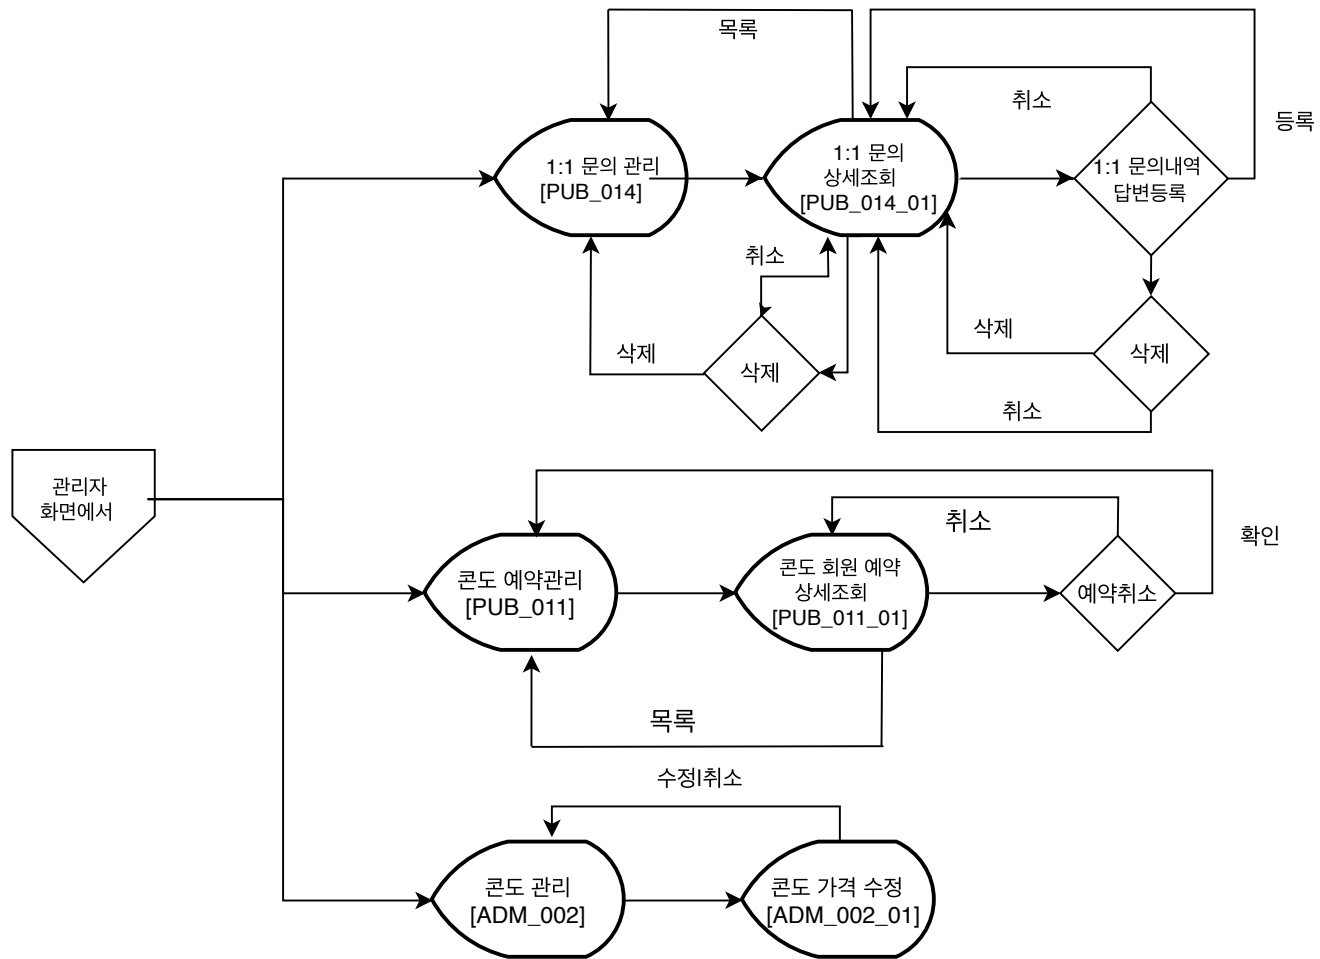 목록
취소
등록
1:1 문의 관리
[PUB_014]
1:1 문의
상세조회
[PUB_014_01]
1:1 문의내역
답변등록
취소
삭제
삭제
삭제
삭제
취소
관리자
화면에서
취소
확인
콘도 예약관리
[PUB_011]
콘도 회원 예약
상세조회
[PUB_011_01]
예약취소
목록
수정|취소
콘도 관리
[ADM_002]
콘도 가격 수정
[ADM_002_01]